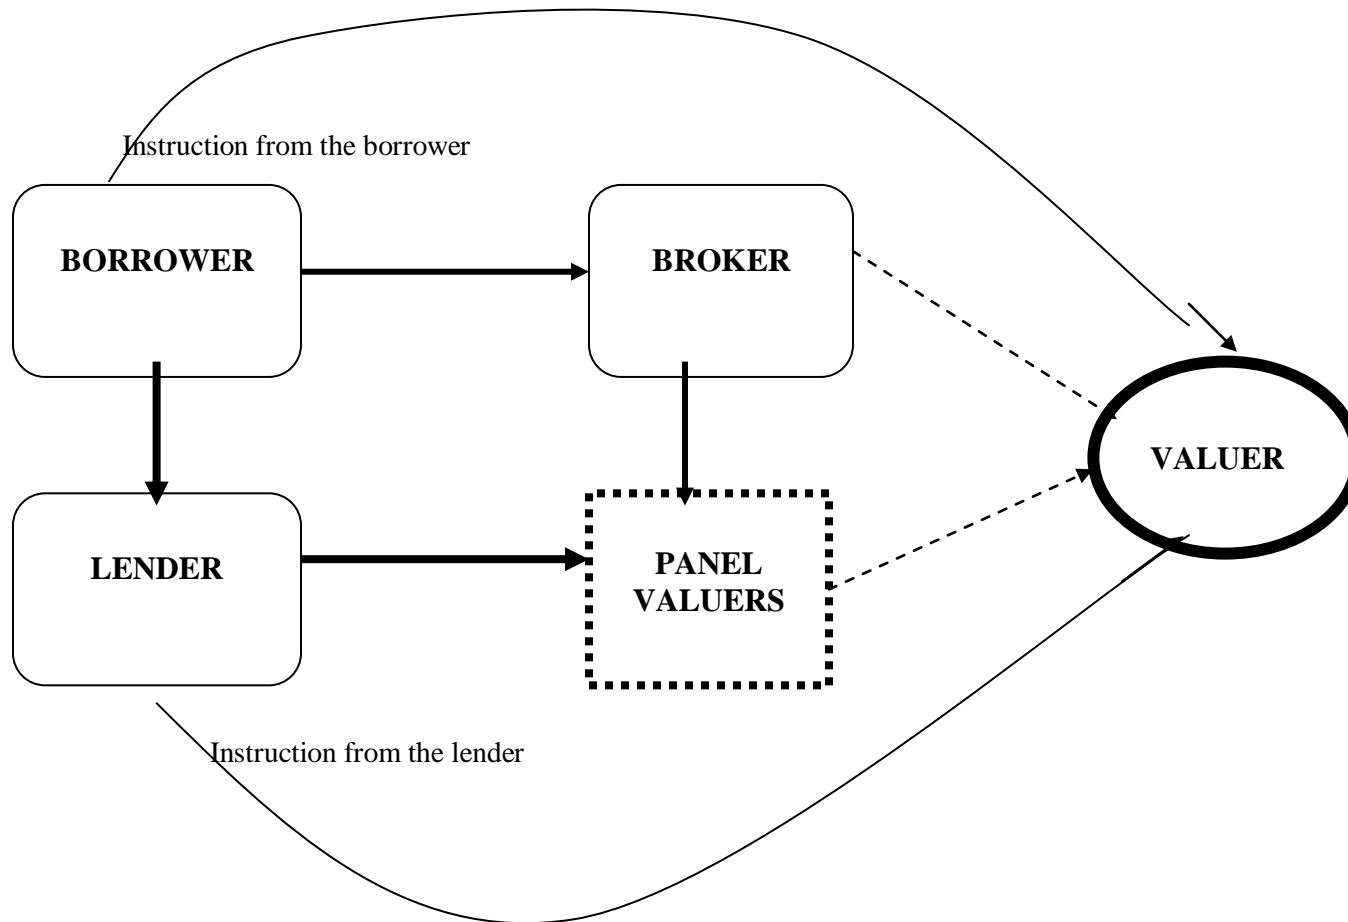 Instruction from the borrower
BORROWER
BROKER
VALUER
LENDER
PANEL
VALUERS
Instruction from the lender